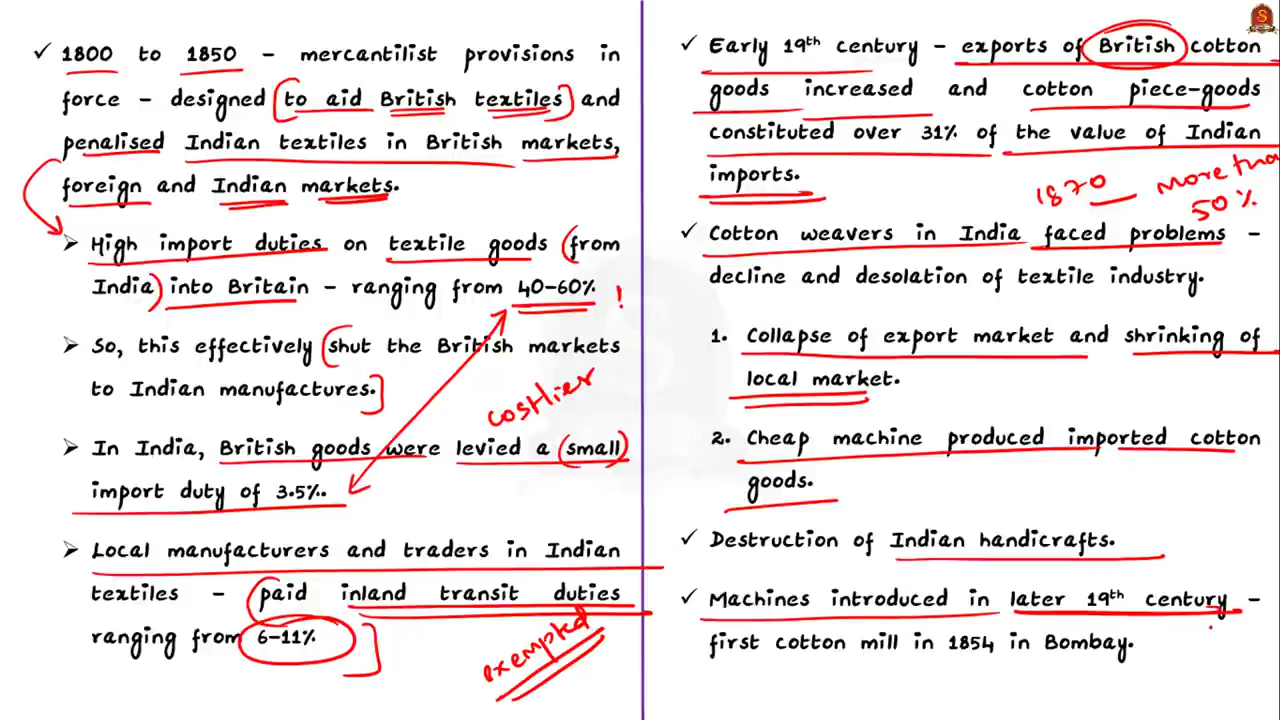 ✓ 1800 to 1850 – mercantilist provisions in
force – designed to aid British textiles and
penalised Indian textiles in British markets,
foreign and Indian markets.
➤ High import duties on textile goods (from
India) into Britain – ranging from 40–60% !
➤ So, this effectively shut the British markets
to Indian manufactures.
costlier
➤ In India, British goods were levied a (small)
import duty of 3.5%.
➤ Local manufacturers and traders in Indian
textiles – paid inland transit duties
ranging from 6–11%
exempted
✓ Early 19th century – exports of British cotton
goods increased and cotton piece-goods
constituted over 31% of the value of Indian
imports.
1870 more than
50%
✓ Cotton weavers in India faced problems –
decline and desolation of textile industry.
1. Collapse of export market and shrinking of
local market.
2. Cheap machine produced imported cotton
goods.
✓ Destruction of Indian handicrafts.
✓ Machines introduced in later 19th century –
first cotton mill in 1854 in Bombay.